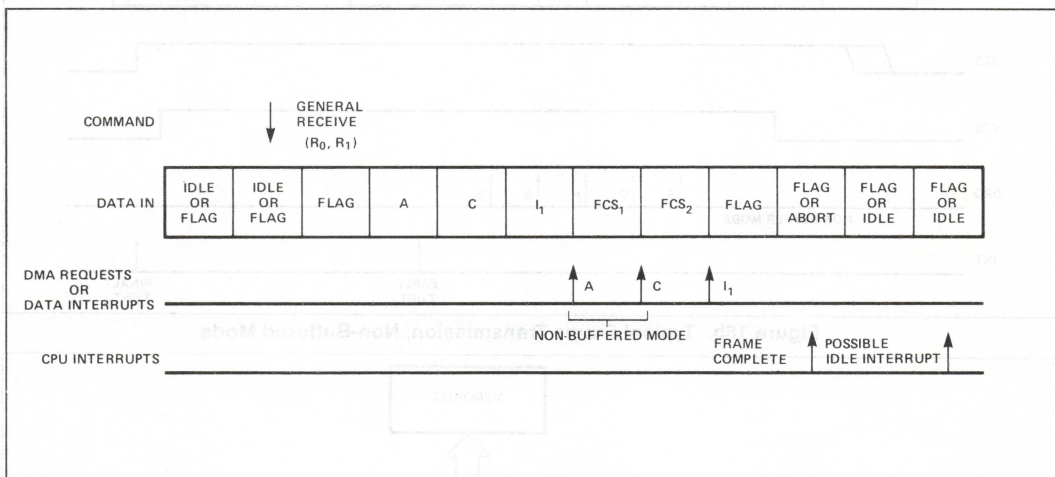 GENERAL
RECEIVE
(R₀, R₁)
COMMAND
DATA IN
IDLE OR FLAG
IDLE OR FLAG
FLAG
A
C
I₁
FCS₁
FCS₂
FLAG
FLAG OR ABORT
FLAG OR IDLE
FLAG OR IDLE
DMA REQUESTS
OR
DATA INTERRUPTS
A
C
I₁
NON-BUFFERED MODE
CPU INTERRUPTS
FRAME
COMPLETE
POSSIBLE
IDLE INTERRUPT